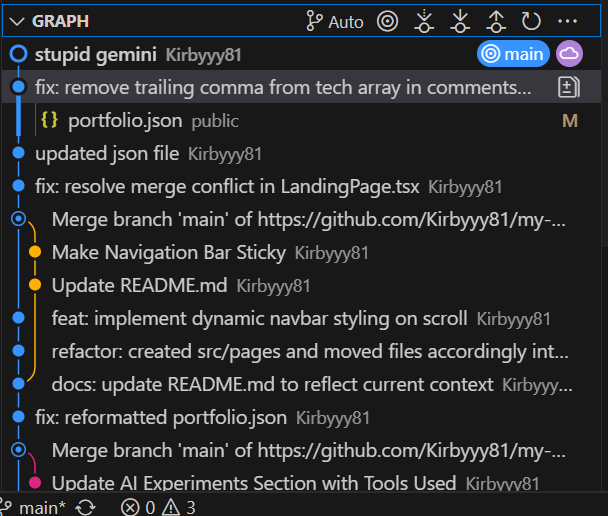 GRAPH Auto
stupid gemini Kirbyyy81 main
fix: remove trailing comma from tech array in comments...
{} portfolio.json public M
updated json file Kirbyyy81
fix: resolve merge conflict in LandingPage.tsx Kirbyyy81
Merge branch 'main' of https://github.com/Kirbyyy81/my-...
Make Navigation Bar Sticky Kirbyyy81
Update README.md Kirbyyy81
feat: implement dynamic navbar styling on scroll Kirbyyy81
refactor: created src/pages and moved files accordingly int...
docs: update README.md to reflect current context Kirbyyy...
fix: reformatted portfolio.json Kirbyyy81
Merge branch 'main' of https://github.com/Kirbyyy81/my-...
Update AI Experiments Section with Tools Used Kirbyyy81
main* 0 3